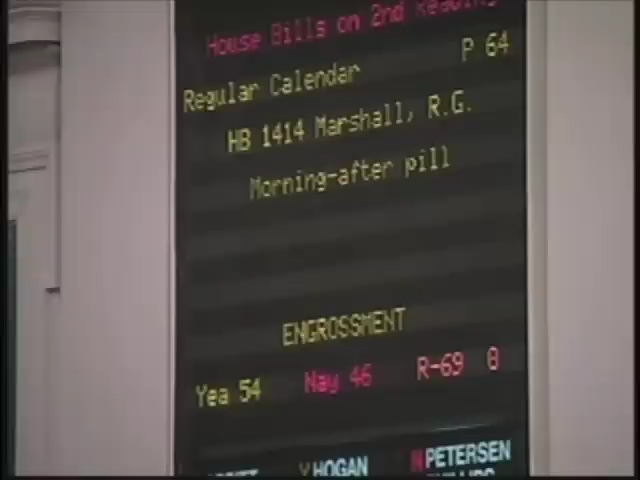 House Bills on 2nd Reading
P 64
Regular Calendar
HB 1414 Marshall, R.G.
Morning-after pill
ENGROSSMENT
Yea 54 Nay 46 R-69 0
Y HOGAN N PETERSEN